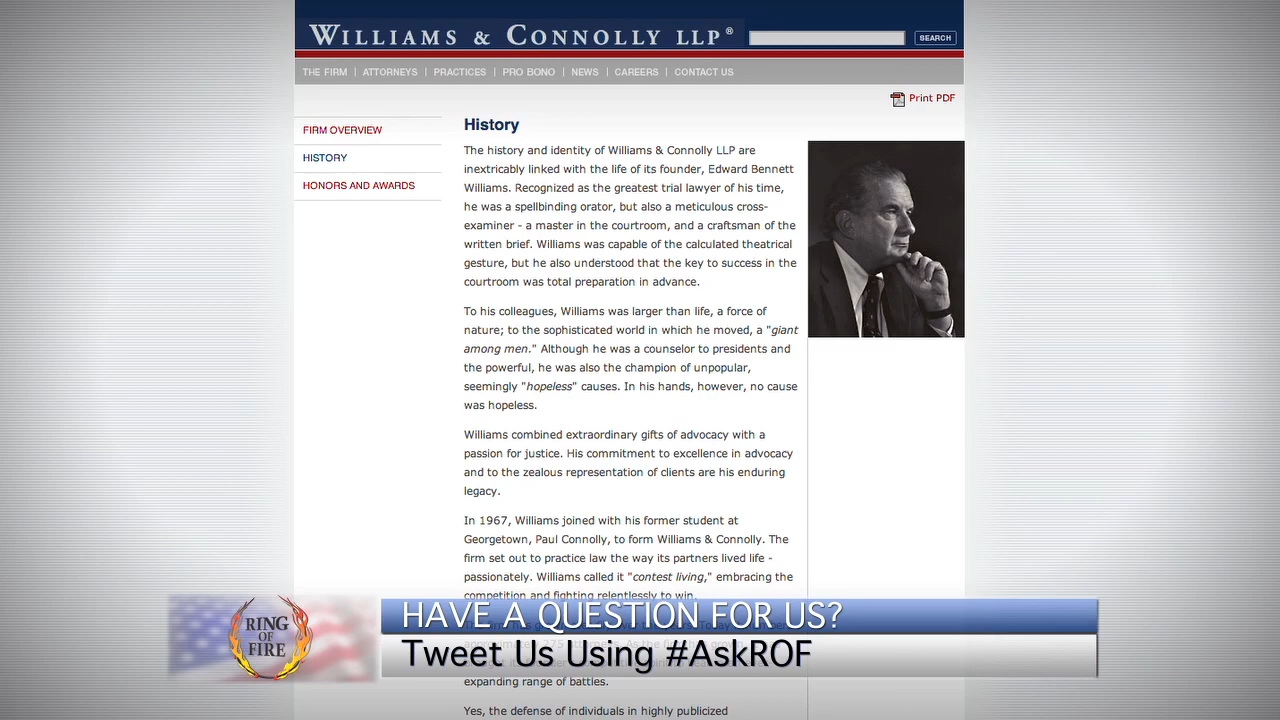 WILLIAMS & CONNOLLY LLP®
SEARCH
THE FIRM | ATTORNEYS | PRACTICES | PRO BONO | NEWS | CAREERS | CONTACT US
Print PDF
FIRM OVERVIEW
HISTORY
HONORS AND AWARDS
History
The history and identity of Williams & Connolly LLP are
inextricably linked with the life of its founder, Edward Bennett
Williams. Recognized as the greatest trial lawyer of his time,
he was a spellbinding orator, but also a meticulous cross-
examiner - a master in the courtroom, and a craftsman of the
written brief. Williams was capable of the calculated theatrical
gesture, but he also understood that the key to success in the
courtroom was total preparation in advance.
To his colleagues, Williams was larger than life, a force of
nature; to the sophisticated world in which he moved, a "giant
among men." Although he was a counselor to presidents and
the powerful, he was also the champion of unpopular,
seemingly "hopeless" causes. In his hands, however, no cause
was hopeless.
Williams combined extraordinary gifts of advocacy with a
passion for justice. His commitment to excellence in advocacy
and to the zealous representation of clients are his enduring
legacy.
In 1967, Williams joined with his former student at
Georgetown, Paul Connolly, to form Williams & Connolly. The
firm set out to practice law the way its partners lived life -
passionately. Williams called it "contest living," embracing the
competition and fighting relentlessly to win.
expanding range of battles.
Yes, the defense of individuals in highly publicized
RING
OF
FIRE
HAVE A QUESTION FOR US?
Tweet Us Using #AskROF